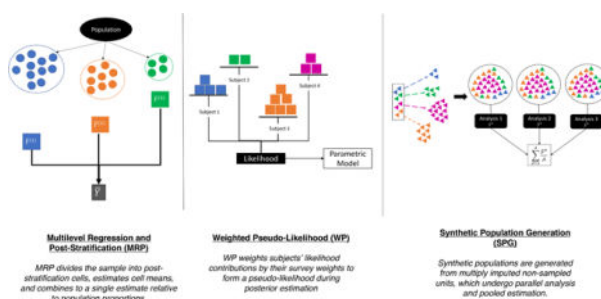 Population
Subject 1
Subject 2
Subject 3
Subject 4
Likelihood
Parametric
Model
Analysis 1
Analysis 2
Analysis 3
Multilevel Regression and
Post-Stratification (MRP)
MRP divides the sample into post-
stratification cells, estimates cell means,
and combines to a single estimate relative
to population proportions.
Weighted Pseudo-Likelihood (WP)
WP weights subjects' likelihood
contributions by their survey weights to
form a pseudo-likelihood during
posterior estimation
Synthetic Population Generation
(SPG)
Synthetic populations are generated
from multiply imputed non-sampled
units, which undergo parallel analysis
and pooled estimation.